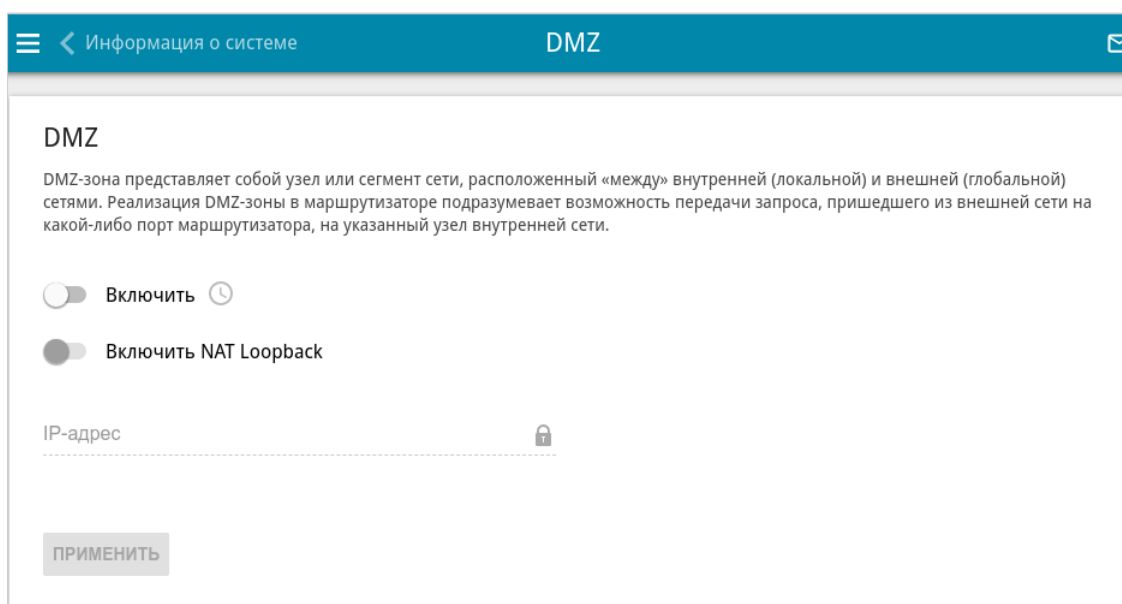 Информация о системе
DMZ
DMZ
DMZ-зона представляет собой узел или сегмент сети, расположенный «между» внутренней (локальной) и внешней (глобальной)
сетями. Реализация DMZ-зоны в маршрутизаторе подразумевает возможность передачи запроса, пришедшего из внешней сети на
какой-либо порт маршрутизатора, на указанный узел внутренней сети.
Включить
Включить NAT Loopback
IP-адрес
ПРИМЕНИТЬ